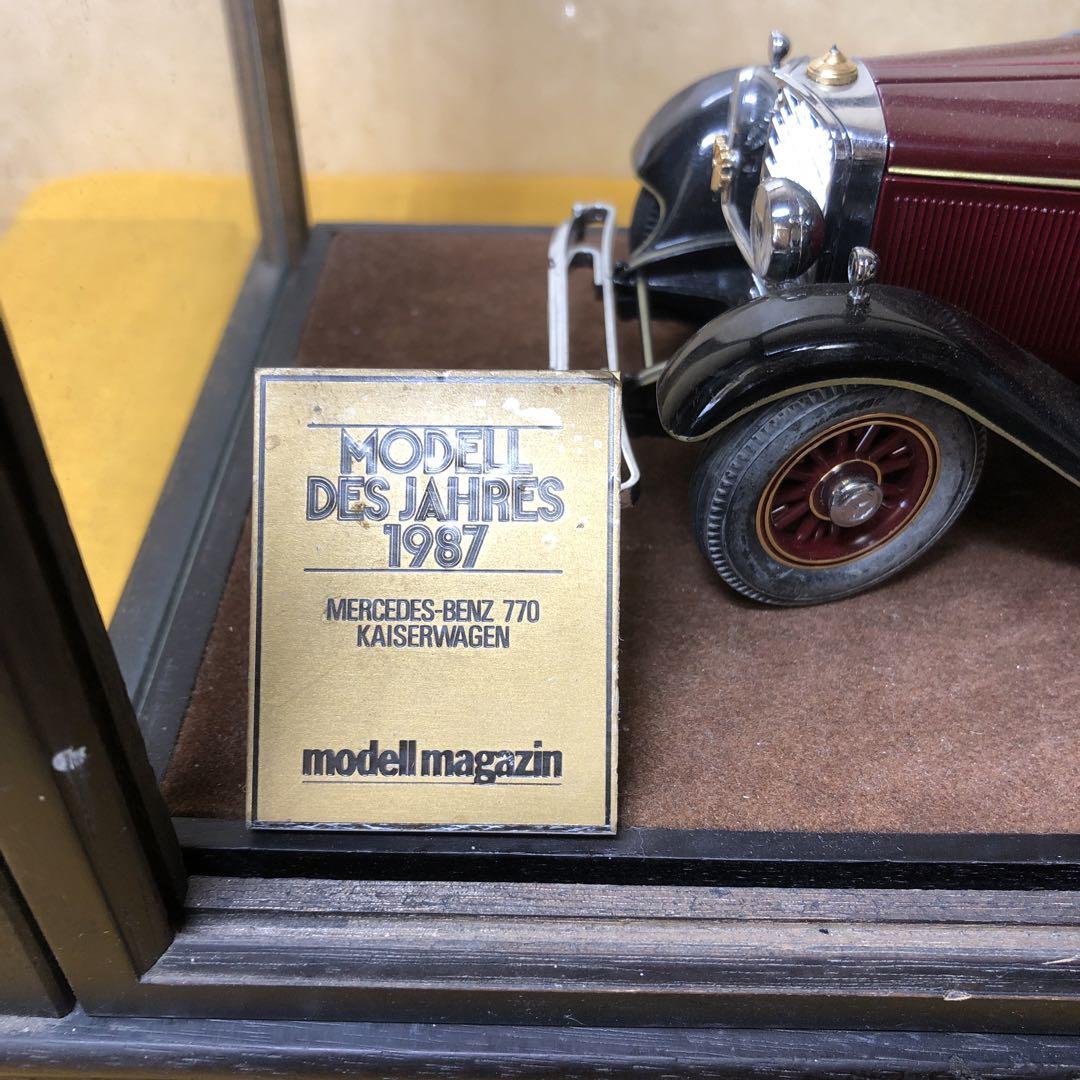 MODELL
DES JAHRES
1987
MERCEDES-BENZ 770
KAISERWAGEN
modell magazin